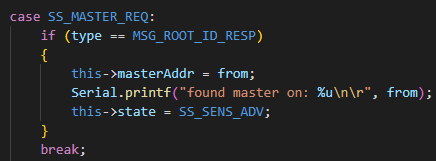 case SS_MASTER_REQ:
if (type == MSG_ROOT_ID_RESP)
{
this->masterAddr = from;
Serial.printf("found master on: %u\n\r", from);
this->state = SS_SENS_ADV;
}
break;